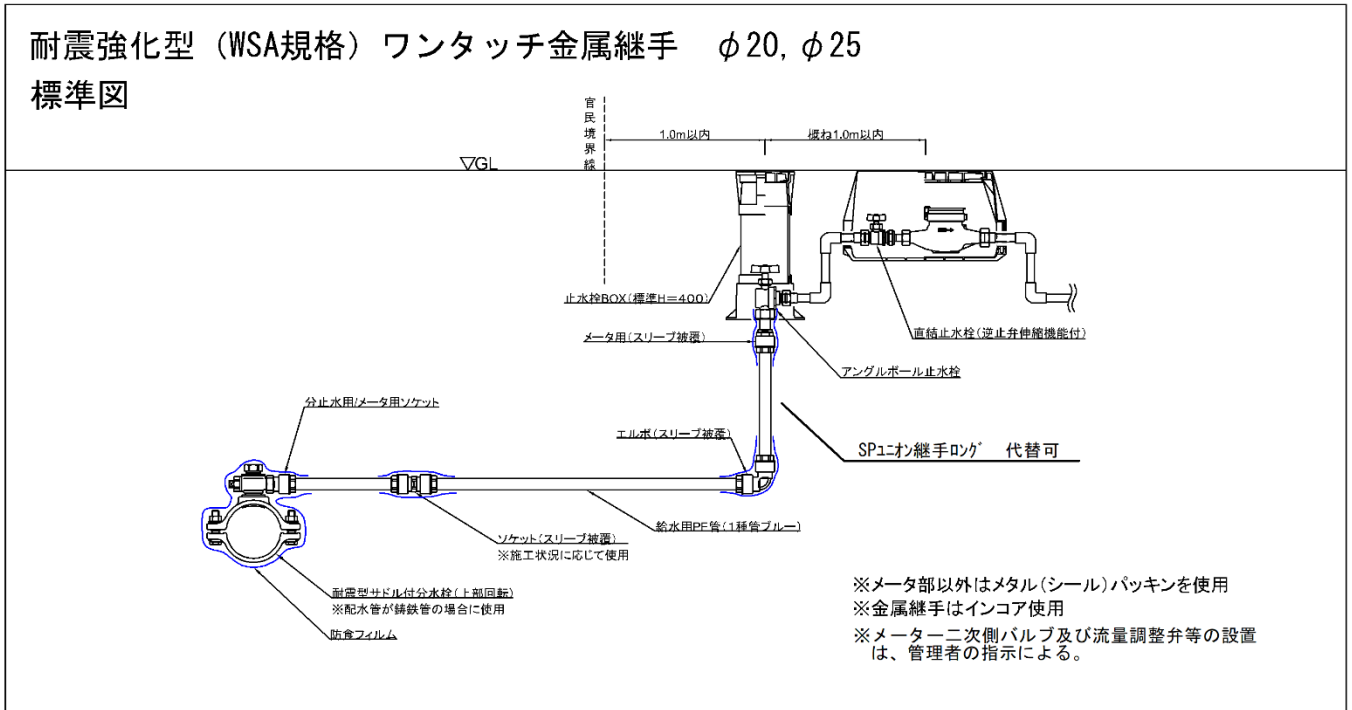 耐震強化型 (WSA規格) ワンタッチ金属継手　φ20, φ25
標準図
官民境界線
1.0m以内
概ね1.0m以内
▽GL
止水栓BOX(標準H=400)
直結止水栓(逆止弁伸縮機能付)
メータ用(スリーブ被覆)
アングルボール止水栓
分止水用/メータ用ソケット
エルボ(スリーブ被覆)
SPユニオン継手ロング　代替可
給水用PE管(1種管ブルー)
ソケット(スリーブ被覆)
※施工状況に応じて使用
耐震型サドル付分水栓(上部回転)
※配水管が鋳鉄管の場合に使用
防食フィルム
※メータ部以外はメタル(シール)パッキンを使用
※金属継手はインコア使用
※メーター二次側バルブ及び流量調整弁等の設置
は、管理者の指示による。